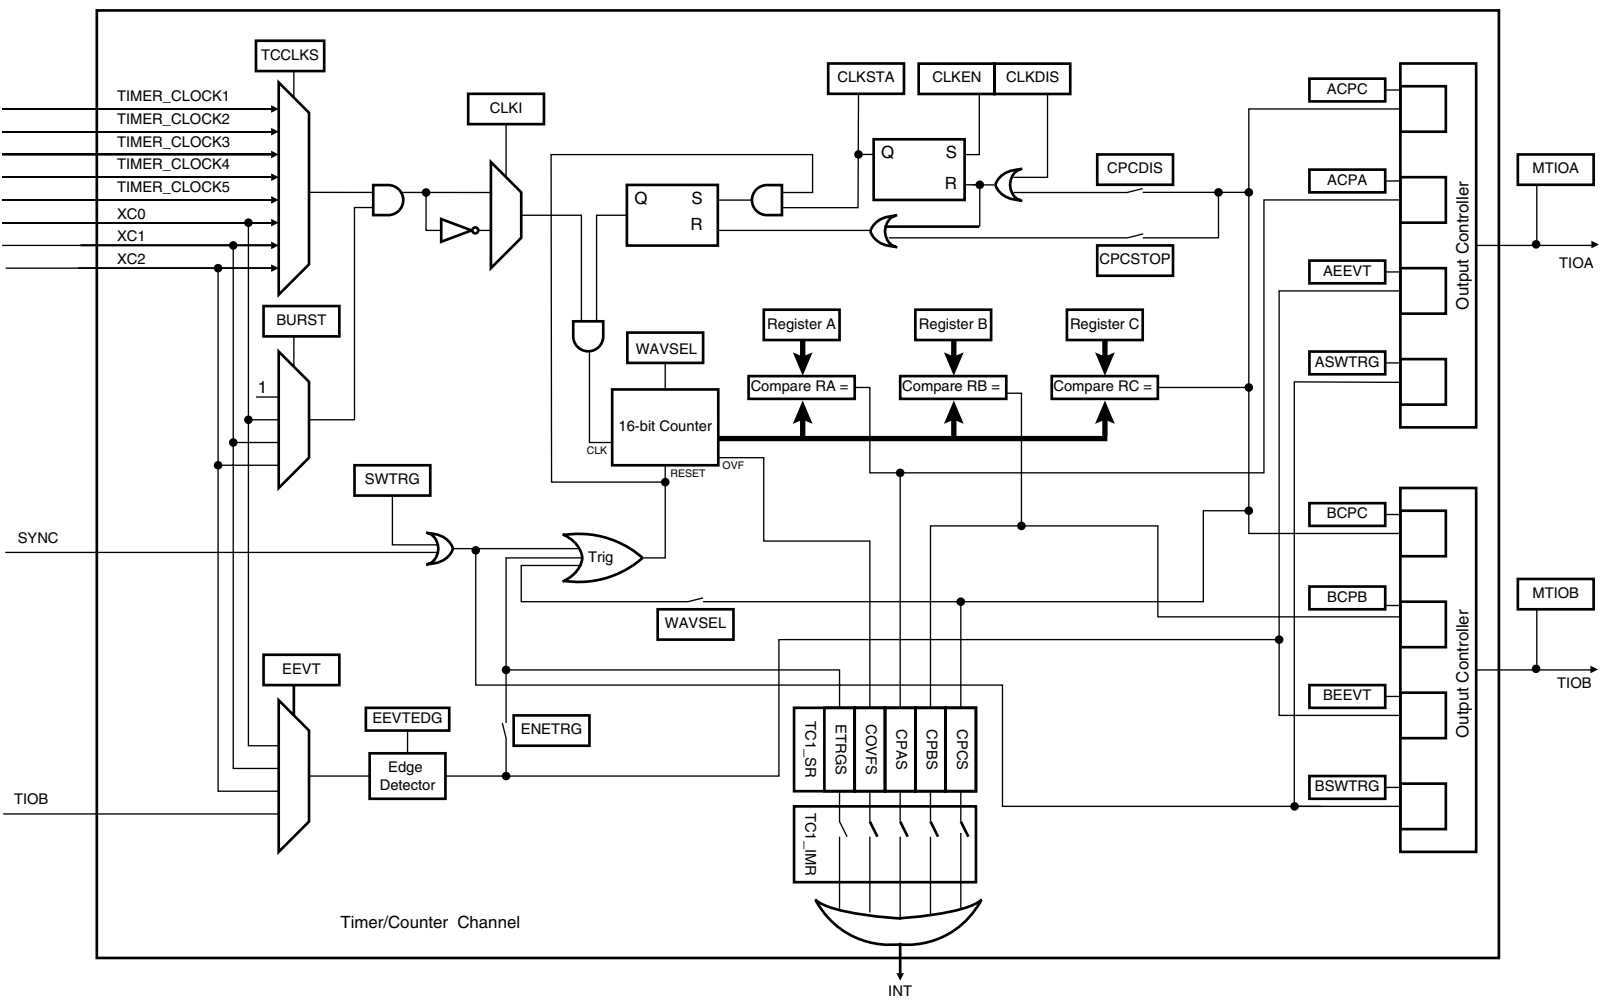 TCCLKS
TIMER_CLOCK1
TIMER_CLOCK2
TIMER_CLOCK3
TIMER_CLOCK4
TIMER_CLOCK5
XC0
XC1
XC2
CLKI
CLKSTA
CLKEN
CLKDIS
Q
S
R
Q
S
R
CPCDIS
CPCSTOP
ACPC
ACPA
AEEVT
ASWTRG
Output Controller
MTIOA
TIOA
BURST
1
WAVSEL
Register A
Register B
Register C
Compare RA =
Compare RB =
Compare RC =
16-bit Counter
CLK
RESET
OVF
SWTRG
SYNC
Trig
WAVSEL
BCPC
BCPB
BEEVT
BSWTRG
Output Controller
MTIOB
TIOB
EEVT
EEVTEDG
Edge
Detector
ENETRG
TIOB
TC1_SR
ETRGS
COVFS
CPAS
CPBS
CPCS
TC1_IMR
Timer/Counter Channel
INT